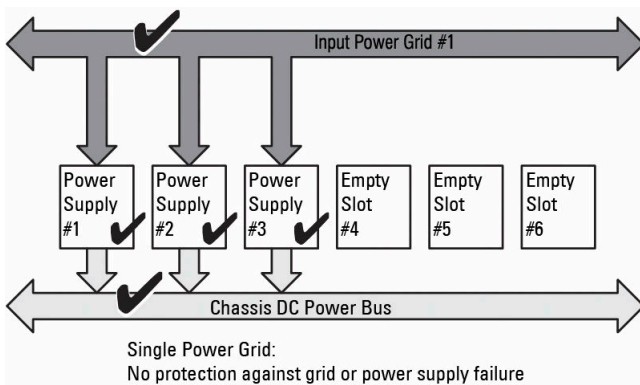 Input Power Grid #1
Power
Supply
#1
Power
Supply
#2
Power
Supply
#3
Empty
Slot
#4
Empty
Slot
#5
Empty
Slot
#6
Chassis DC Power Bus
Single Power Grid:
No protection against grid or power supply failure